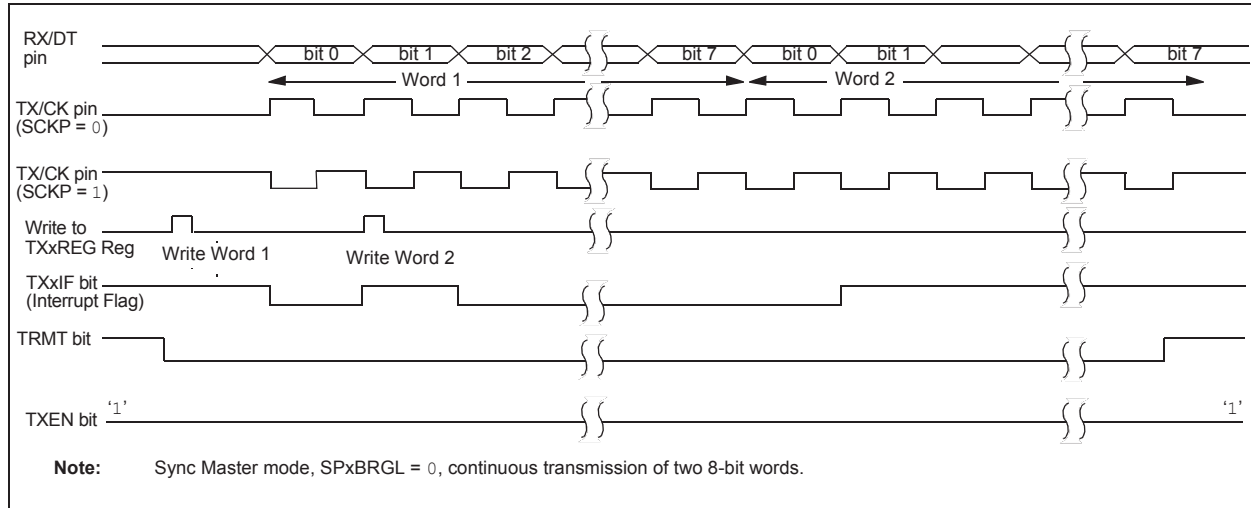 RX/DT
pin
bit 0 bit 1 bit 2 bit 7 bit 0 bit 1 bit 7
Word 1 Word 2
TX/CK pin
(SCKP = 0)
TX/CK pin
(SCKP = 1)
Write to
TXxREG Reg
Write Word 1 Write Word 2
TXxIF bit
(Interrupt Flag)
TRMT bit
TXEN bit ‘1’ ‘1’
Note: Sync Master mode, SPxBRGL = 0, continuous transmission of two 8-bit words.